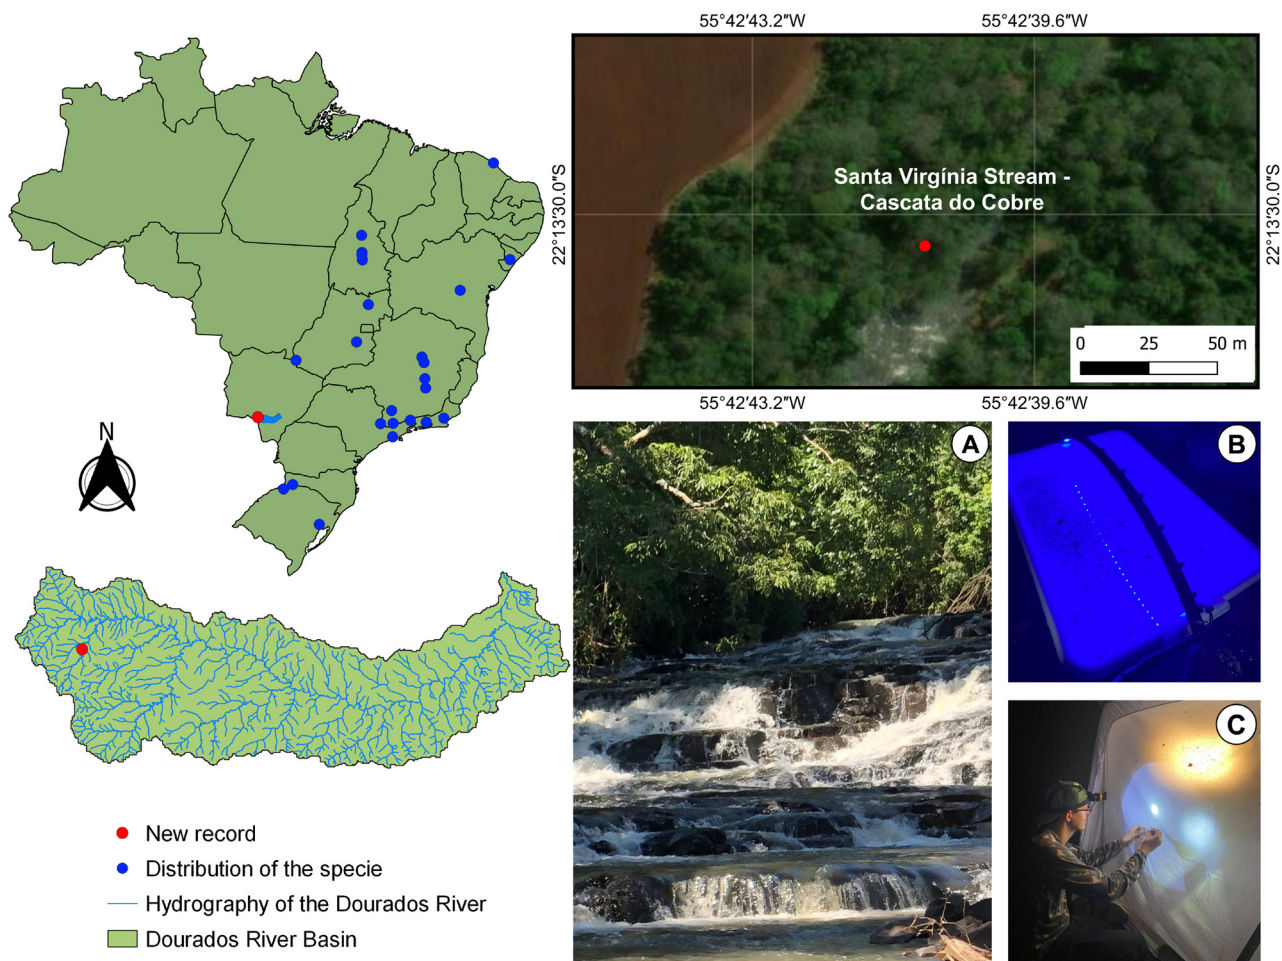 55°42'43.2"W 55°42'39.6"W
22°13'30.0"S
22°13'30.0"S
Santa Virgínia Stream -
Cascata do Cobre
0 25 50 m
55°42'43.2"W 55°42'39.6"W
N
A
B
C
New record
Distribution of the specie
Hydrography of the Dourados River
Dourados River Basin